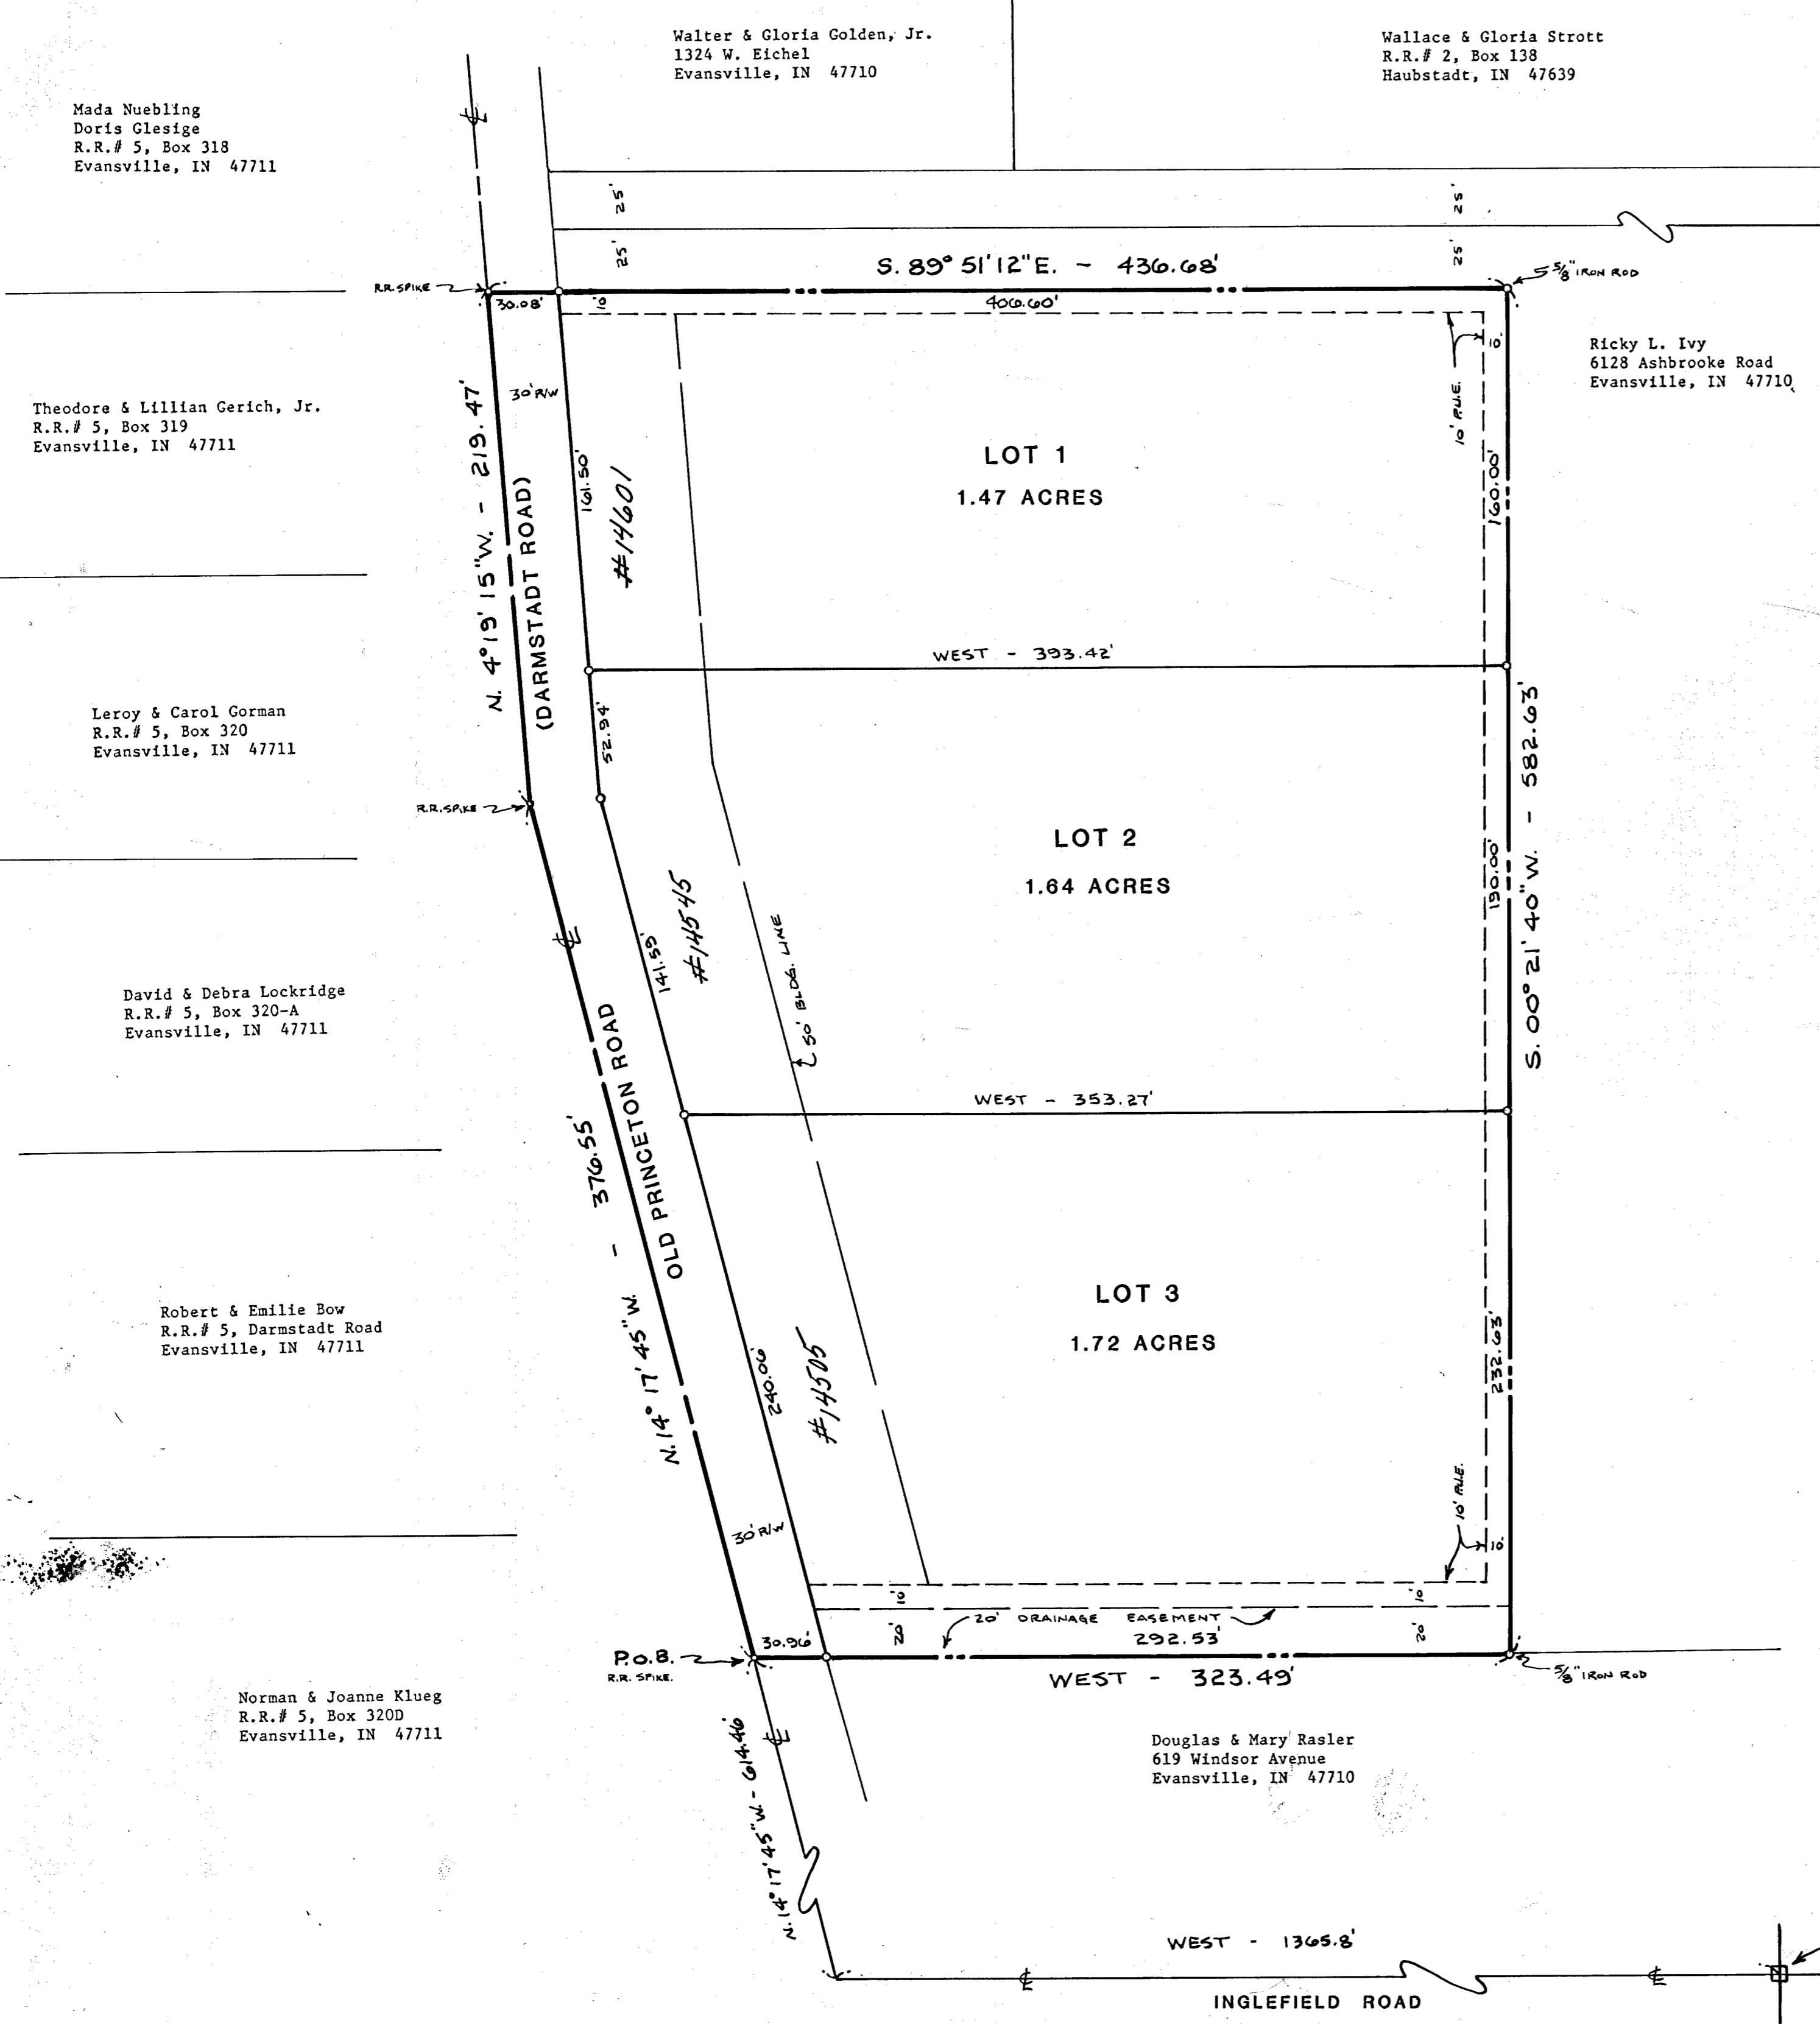 Walter & Gloria Golden, Jr.
1324 W. Eichel
Evansville, IN 47710
Wallace & Gloria Strott
R.R.# 2, Box 138
Haubstadt, IN 47639
Mada Nuebling
Doris Glesige
R.R.# 5, Box 318
Evansville, IN 47711
25'
25'
25'
25'
S. 89° 51' 12" E. - 436.68'
5/8" IRON ROD
R.R. SPIKE
30.08'
10'
406.60'
10'
10' P.U.E.
Ricky L. Ivy
6128 Ashbrooke Road
Evansville, IN 47710
Theodore & Lillian Gerich, Jr.
R.R.# 5, Box 319
Evansville, IN 47711
30' R/W
N. 4° 19' 15" W. - 219.47'
(DARMSTADT ROAD)
161.50'
#14601
LOT 1
1.47 ACRES
160.00'
WEST - 393.42'
Leroy & Carol Gorman
R.R.# 5, Box 320
Evansville, IN 47711
52.94'
R.R. SPIKE
S. 00° 21' 40" W. - 582.63'
LOT 2
1.64 ACRES
190.00'
#14545
141.55'
50' BLDG. LINE
David & Debra Lockridge
R.R.# 5, Box 320-A
Evansville, IN 47711
WEST - 353.27'
N. 14° 17' 45" W. - 376.55'
OLD PRINCETON ROAD
Robert & Emilie Bow
R.R.# 5, Darmstadt Road
Evansville, IN 47711
LOT 3
1.72 ACRES
232.63'
240.06'
#14505
30' R/W
10' P.U.E.
10'
10'
10'
20' DRAINAGE EASEMENT
20'
20'
30.96'
292.53'
P.O.B.
R.R. SPIKE.
WEST - 323.49'
5/8" IRON ROD
Norman & Joanne Klueg
R.R.# 5, Box 320D
Evansville, IN 47711
Douglas & Mary Rasler
619 Windsor Avenue
Evansville, IN 47710
N. 14° 17' 45" W. - 614.46'
WEST - 1365.8'
INGLEFIELD ROAD